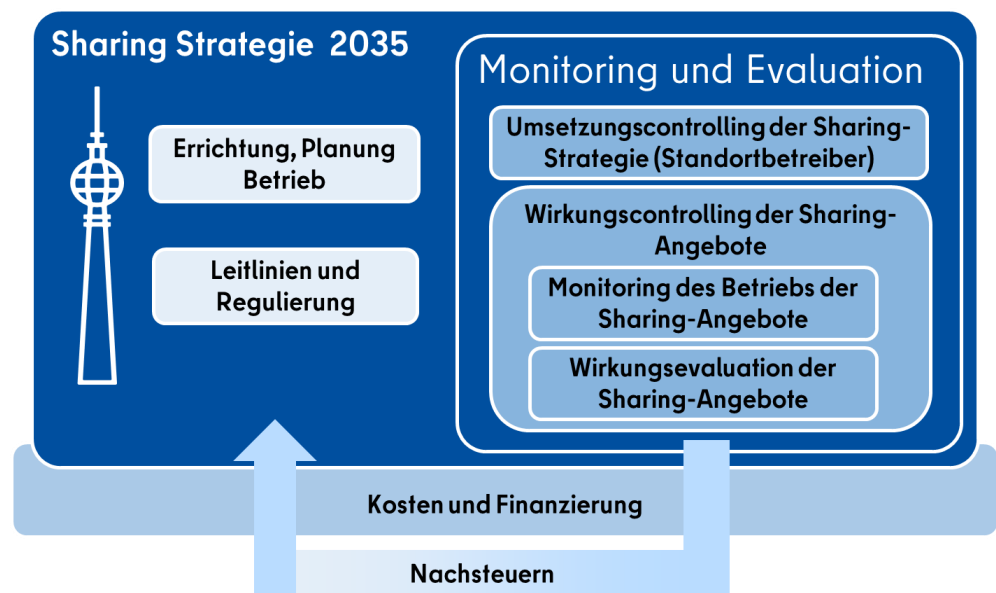 Sharing Strategie 2035
Errichtung, Planung
Betrieb
Leitlinien und
Regulierung
Monitoring und Evaluation
Umsetzungscontrolling der Sharing-
Strategie (Standortbetreiber)
Wirkungscontrolling der Sharing-
Angebote
Monitoring des Betriebs der
Sharing-Angebote
Wirkungsevaluation der
Sharing-Angebote
Kosten und Finanzierung
Nachsteuern